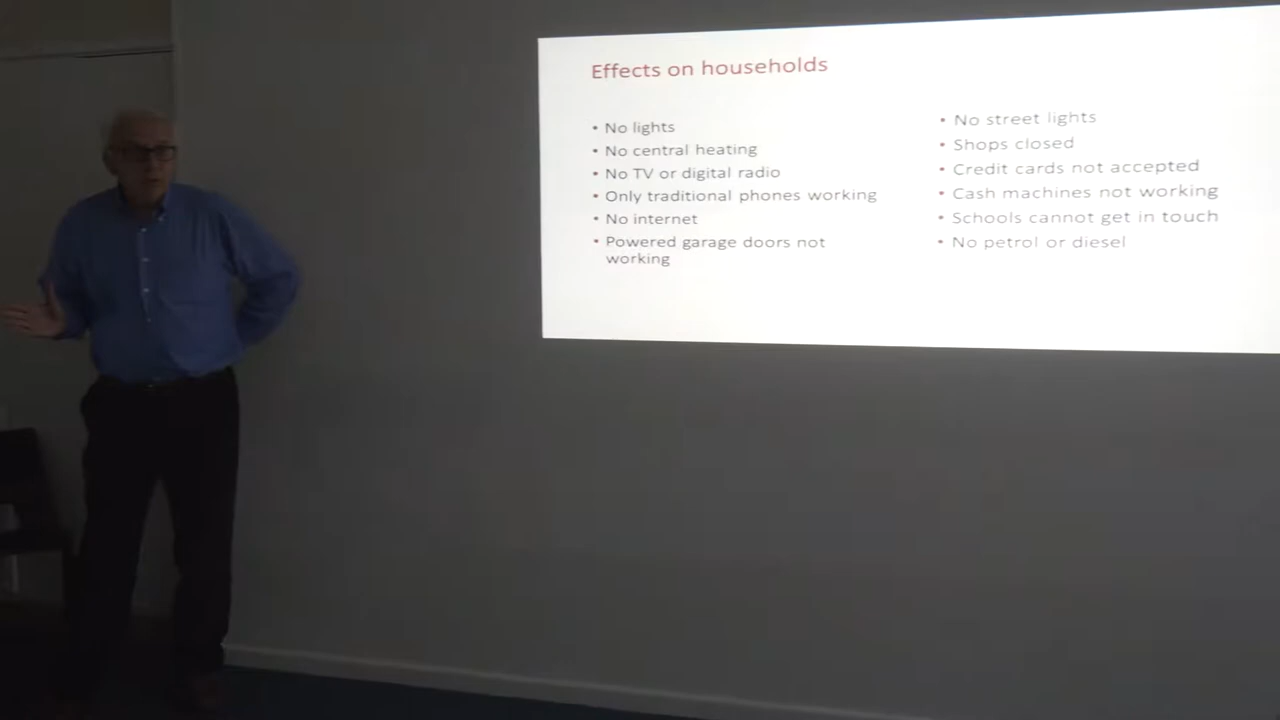 Effects on households
• No lights
• No central heating
• No TV or digital radio
• Only traditional phones working
• No internet
• Powered garage doors not
working
• No street lights
• Shops closed
• Credit cards not accepted
• Cash machines not working
• Schools cannot get in touch
• No petrol or diesel